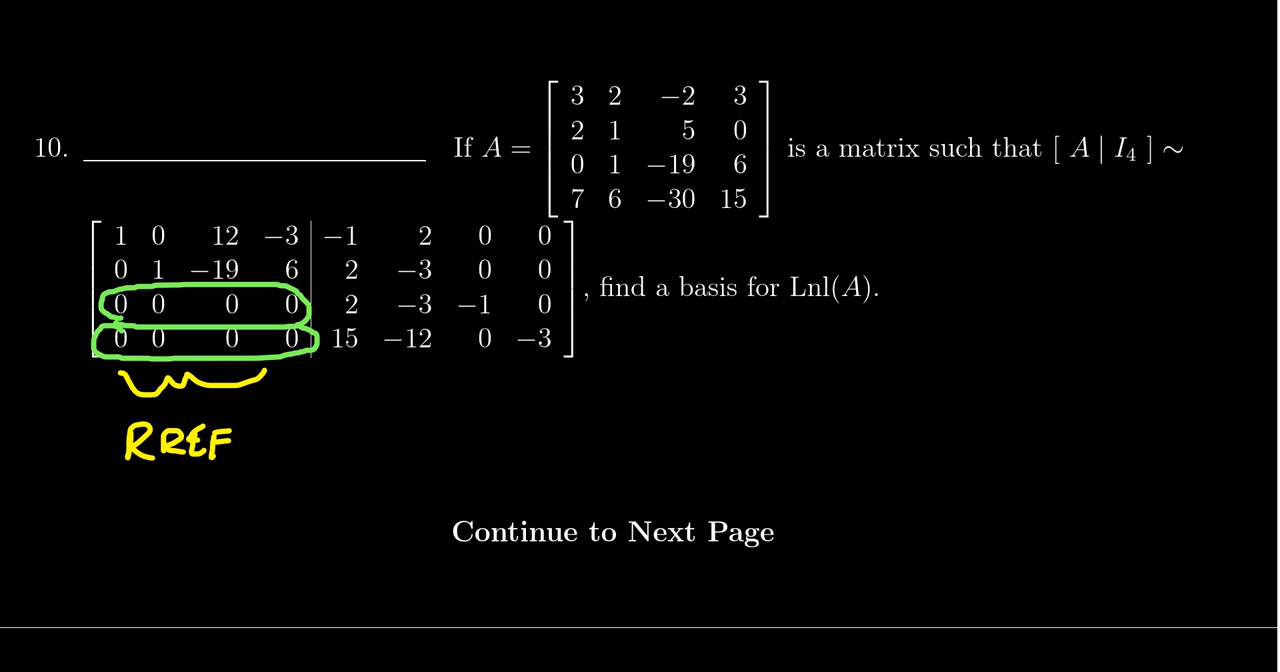 10. ____________________ If A = [ 3 2 −2 3
2 1 5 0
0 1 −19 6
7 6 −30 15 ] is a matrix such that [ A | I₄ ] ∼
[ 1 0 12 −3 | −1 2 0 0
0 1 −19 6 | 2 −3 0 0
0 0 0 0 | 2 −3 −1 0
0 0 0 0 | 15 −12 0 −3 ], find a basis for Lnl(A).
RREF
Continue to Next Page